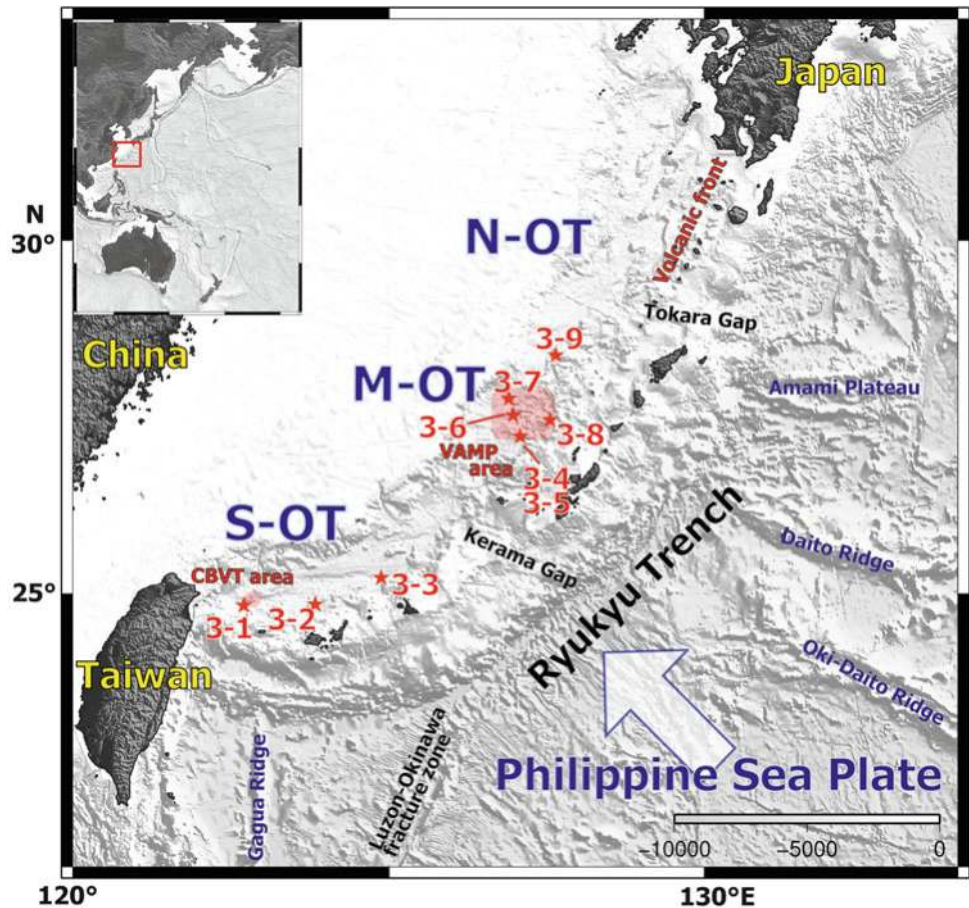 Japan
N
30°
N-OT
Volcanic front
Tokara Gap
China
3-9
M-OT
3-7
Amami Plateau
3-6
3-8
VAMP
area
3-4
3-5
S-OT
Kerama Gap
Ryukyu Trench
Daito Ridge
CBVT area
25°
3-3
3-2
3-1
Taiwan
Oki-Daito Ridge
Luzon-Okinawa
fracture zone
Gagua Ridge
Philippine Sea Plate
−10000
−5000
0
120°
130°E